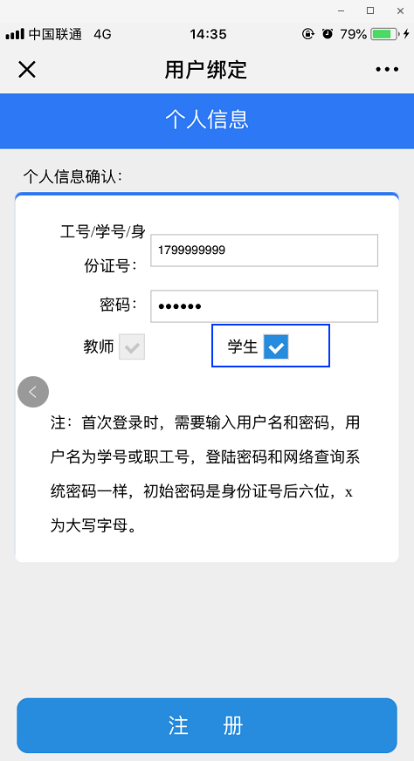 中国联通 4G 14:35 79%
用户绑定
个人信息
个人信息确认：
工号/学号/身
份证号： 1799999999
密码： ••••••
教师 学生
注：首次登录时，需要输入用户名和密码，用
户名为学号或职工号，登陆密码和网络查询系
统密码一样，初始密码是身份证号后六位，x
为大写字母。
注 册